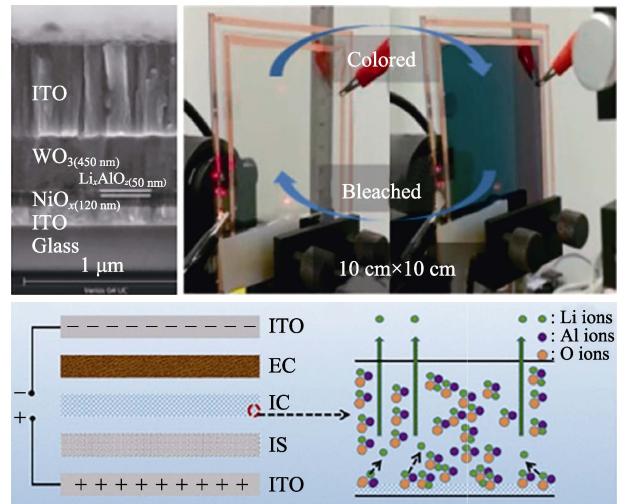 ITO
WO3(450 nm)
LixAlOz(50 nm)
NiOx(120 nm)
ITO
Glass
1 μm
Colored
Bleached
10 cm×10 cm
− − − − − − − − − −
ITO
EC
−
IC
+
IS
+ + + + + + + + + +
ITO
: Li ions
: Al ions
: O ions